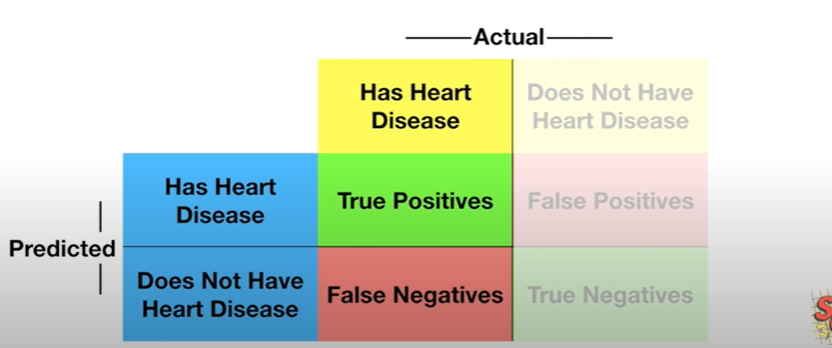 Actual
Has Heart
Disease
Does Not Have
Heart Disease
Has Heart
Disease
True Positives
False Positives
Predicted
Does Not Have
Heart Disease
False Negatives
True Negatives